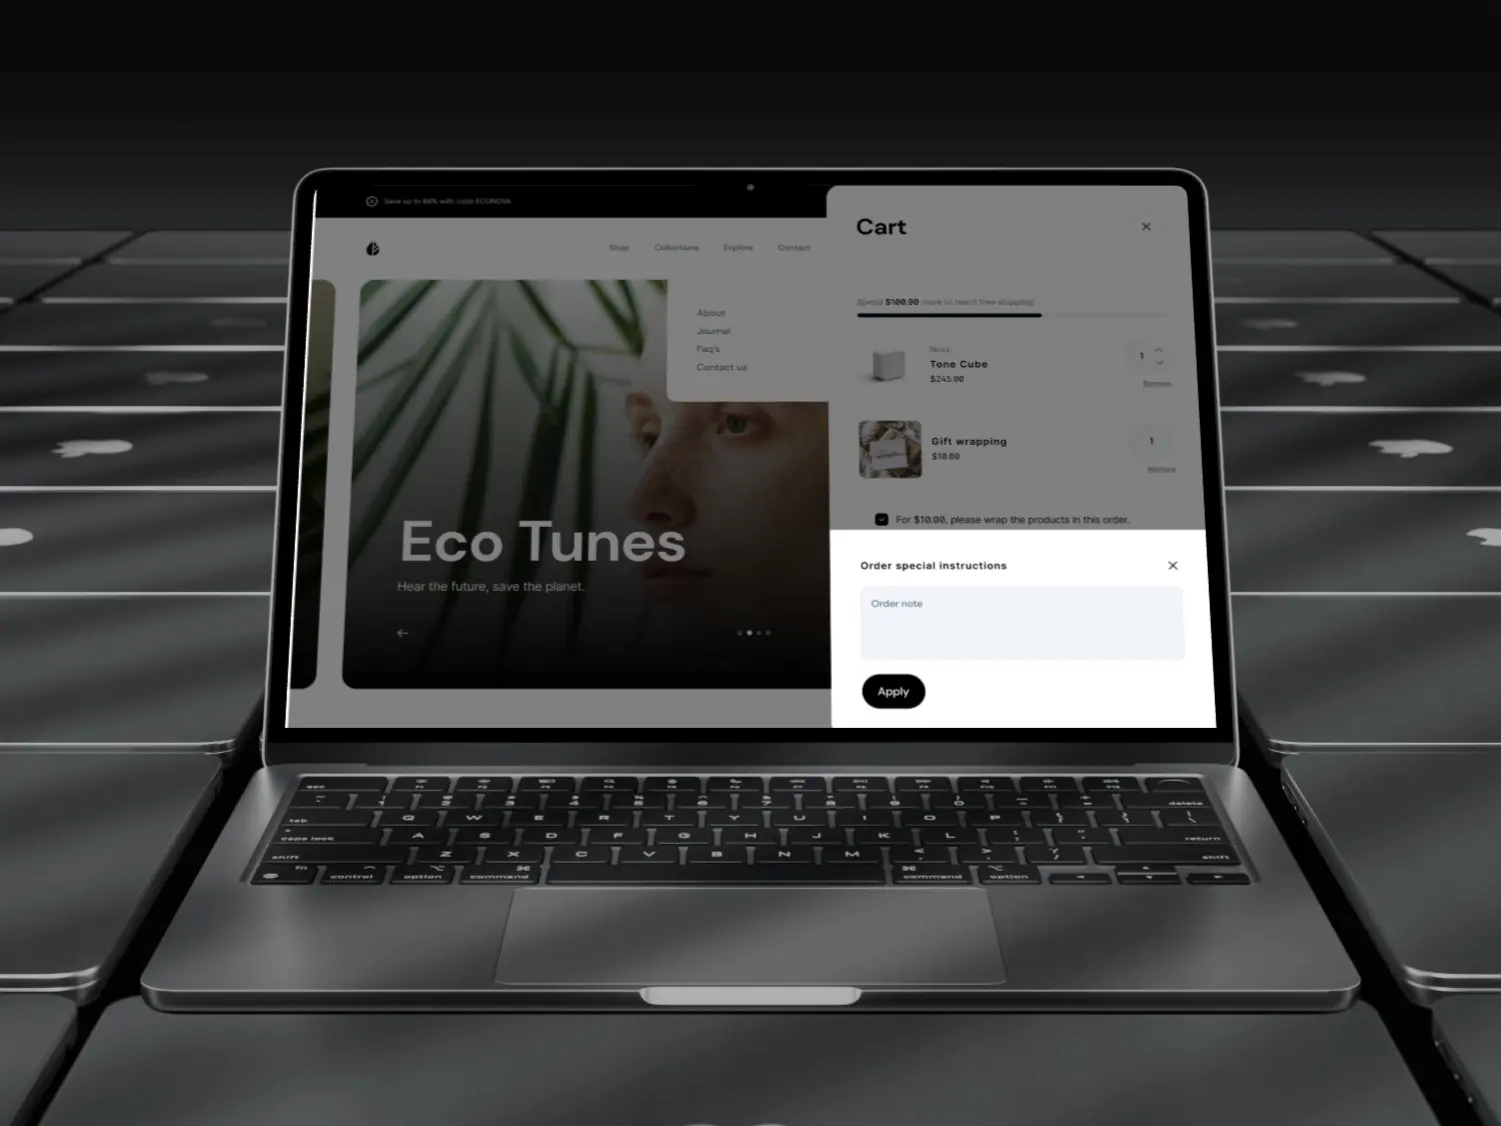 Save up to 60% with code ECONOVA
Shop Collections Explore Contact
About
Journal
Faq's
Contact us
Eco Tunes
Hear the future, save the planet.
Cart
Spend $100.90 more to reach free shipping!
Nova
Tone Cube
$245.00
1
Remove
Gift wrapping
$10.00
1
Remove
For $10.00, please wrap the products in this order.
Order special instructions
Order note
Apply
delete
tab Q W E R T Y U I O P
caps lock A S D F G H J K L return
shift Z X C V B N M shift
fn control option command command option